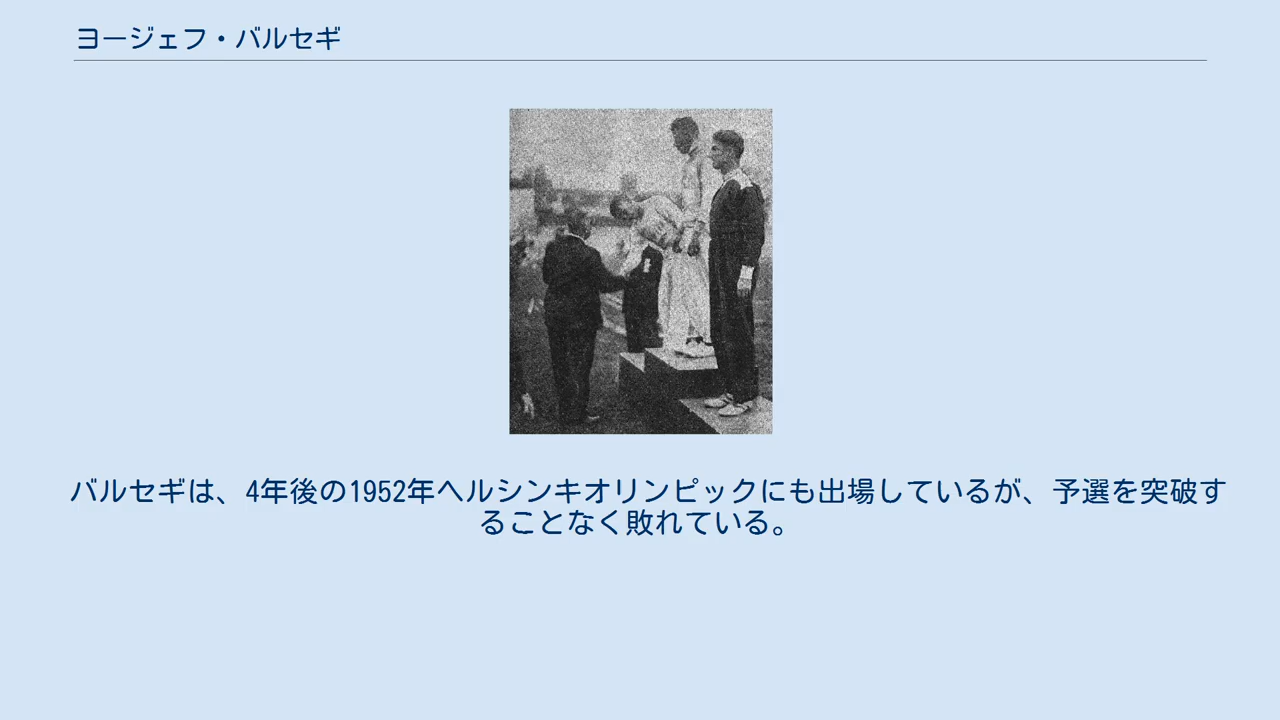 ヨージェフ・バルセギ
バルセギは、4年後の1952年ヘルシンキオリンピックにも出場しているが、予選を突破す
ることなく敗れている。